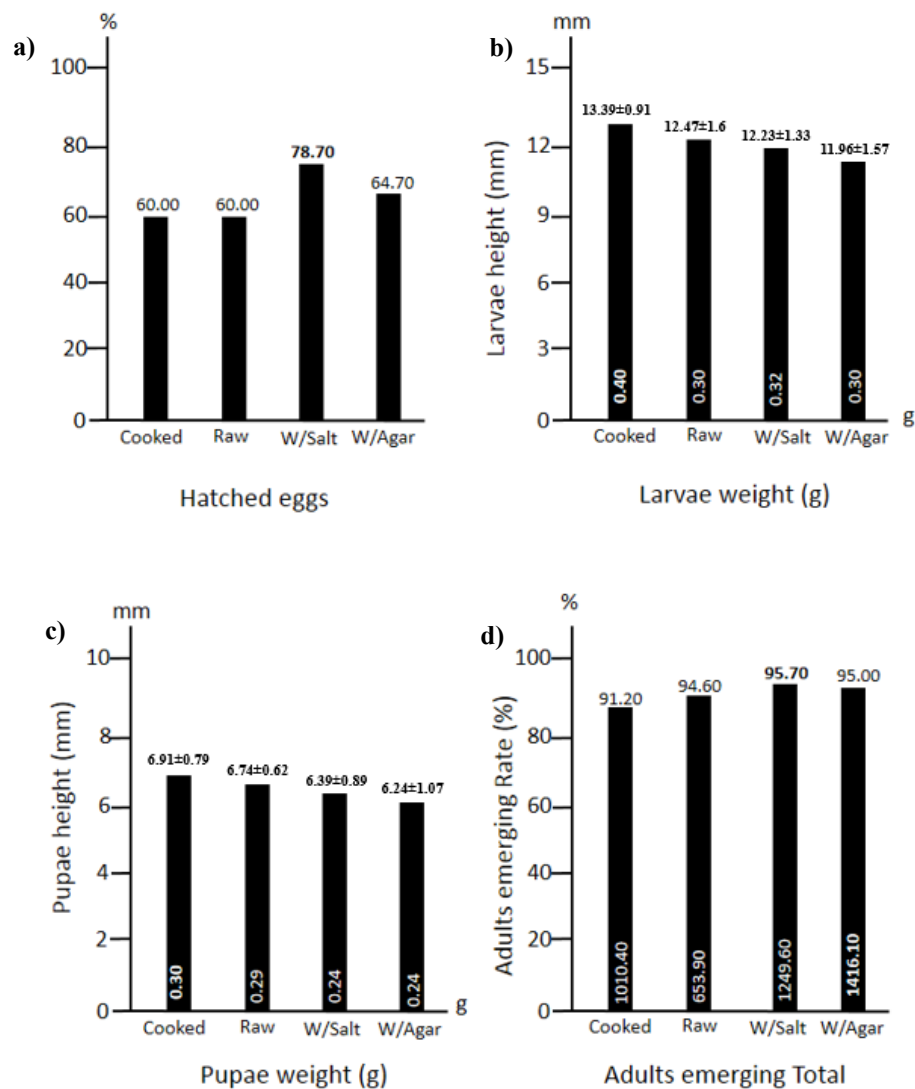 a)
%
100
80
60
40
20
0
60.00
60.00
78.70
64.70
Cooked Raw W/Salt W/Agar
Hatched eggs
b)
mm
Larvae height (mm)
15
12
9
6
3
0
13.39±0.91
12.47±1.6
12.23±1.33
11.96±1.57
0.40
0.30
0.32
0.30
g
Cooked Raw W/Salt W/Agar
Larvae weight (g)
c)
mm
Pupae height (mm)
10
8
6
4
2
0
6.91±0.79
6.74±0.62
6.39±0.89
6.24±1.07
0.30
0.29
0.24
0.24
g
Cooked Raw W/Salt W/Agar
Pupae weight (g)
d)
%
Adults emerging Rate (%)
100
80
60
40
20
0
91.20
94.60
95.70
95.00
1010.40
653.90
1249.60
1416.10
Cooked Raw W/Salt W/Agar
Adults emerging Total